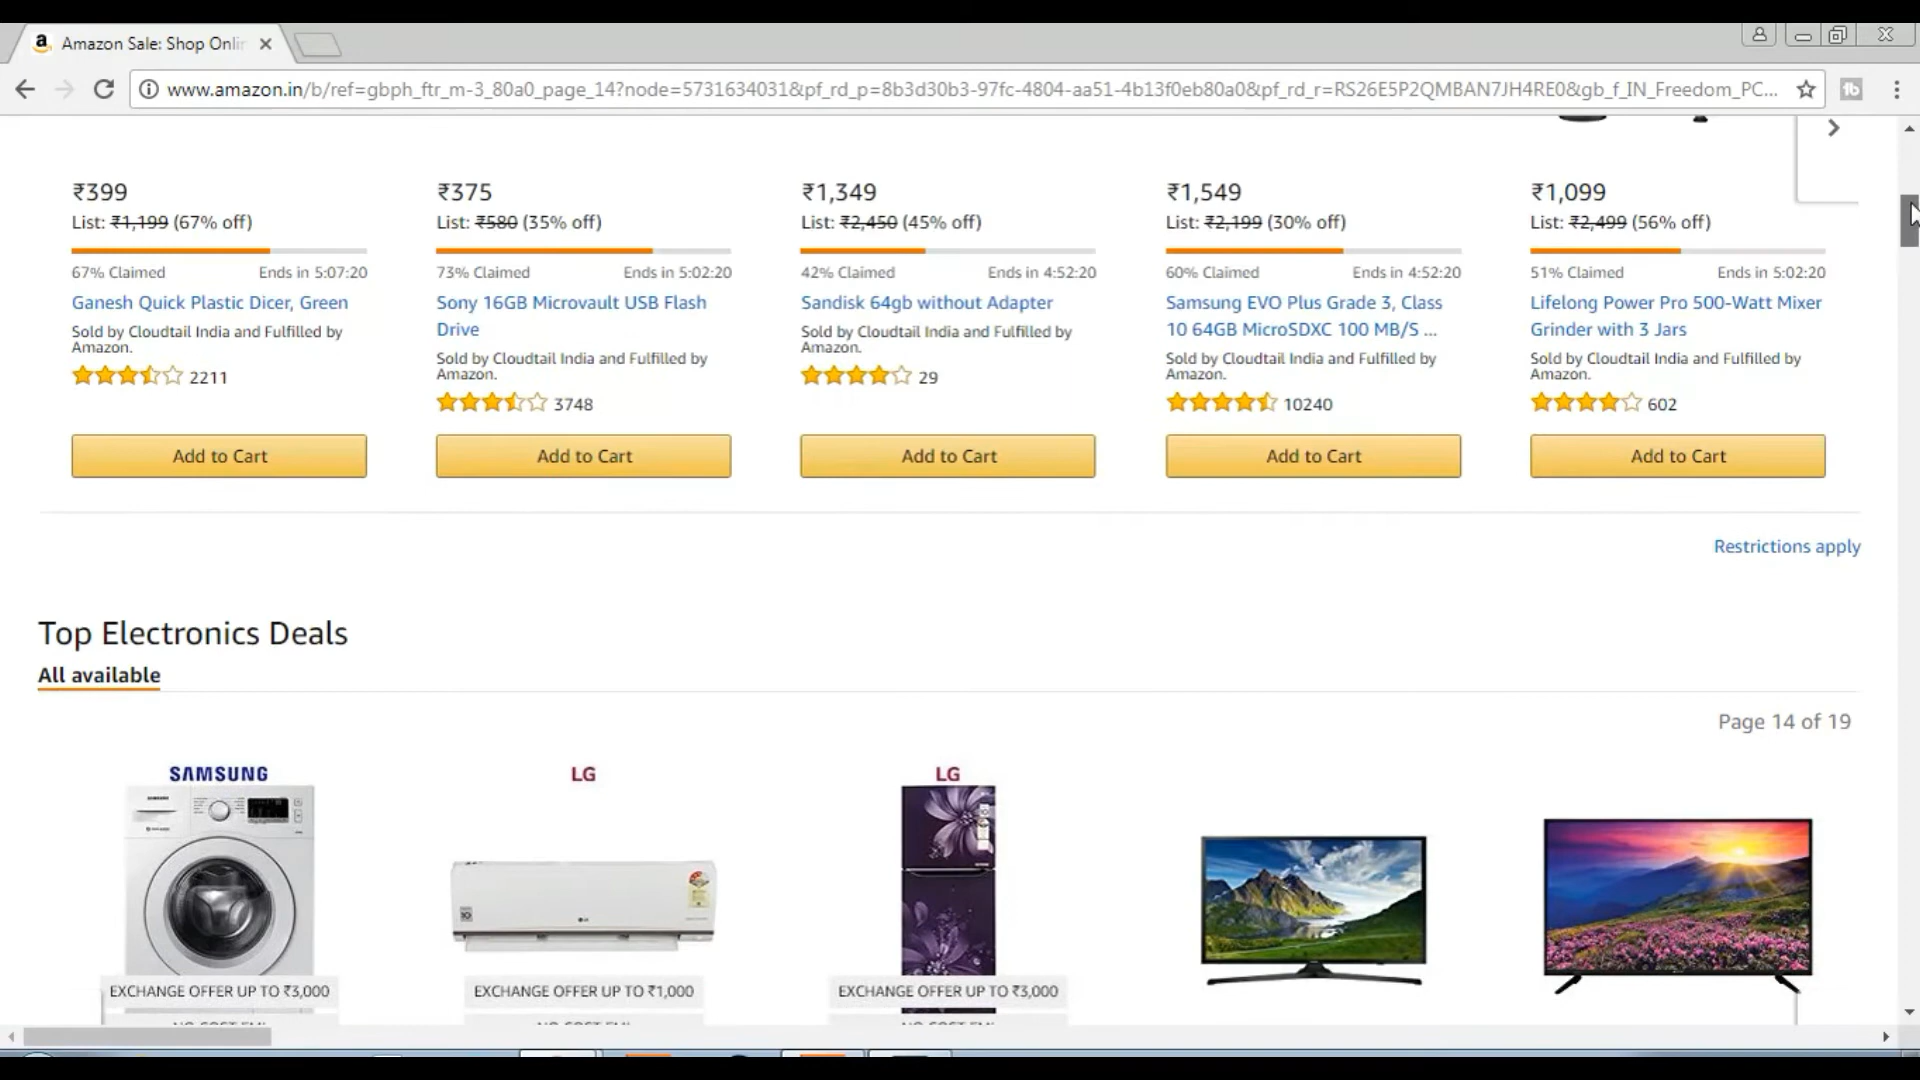 Amazon Sale: Shop Onlin
www.amazon.in/b/ref=gbph_ftr_m-3_80a0_page_14?node=5731634031&pf_rd_p=8b3d30b3-97fc-4804-aa51-4b13f0eb80a0&pf_rd_r=RS26E5P2QMBAN7JH4RE0&gb_f_IN_Freedom_PC...
₹399 ₹375 ₹1,349 ₹1,549 ₹1,099
List: ₹1,199 (67% off) List: ₹580 (35% off) List: ₹2,450 (45% off) List: ₹2,199 (30% off) List: ₹2,499 (56% off)
67% Claimed Ends in 5:07:20 73% Claimed Ends in 5:02:20 42% Claimed Ends in 4:52:20 60% Claimed Ends in 4:52:20 51% Claimed Ends in 5:02:20
Ganesh Quick Plastic Dicer, Green
Sold by Cloudtail India and Fulfilled by
Amazon.
2211
Add to Cart
Sony 16GB Microvault USB Flash
Drive
Sold by Cloudtail India and Fulfilled by
Amazon.
3748
Add to Cart
Sandisk 64gb without Adapter
Sold by Cloudtail India and Fulfilled by
Amazon.
29
Add to Cart
Samsung EVO Plus Grade 3, Class
10 64GB MicroSDXC 100 MB/S ...
Sold by Cloudtail India and Fulfilled by
Amazon.
10240
Add to Cart
Lifelong Power Pro 500-Watt Mixer
Grinder with 3 Jars
Sold by Cloudtail India and Fulfilled by
Amazon.
602
Add to Cart
Restrictions apply
Top Electronics Deals
All available
Page 14 of 19
SAMSUNG LG LG
EXCHANGE OFFER UP TO ₹3,000 EXCHANGE OFFER UP TO ₹1,000 EXCHANGE OFFER UP TO ₹3,000